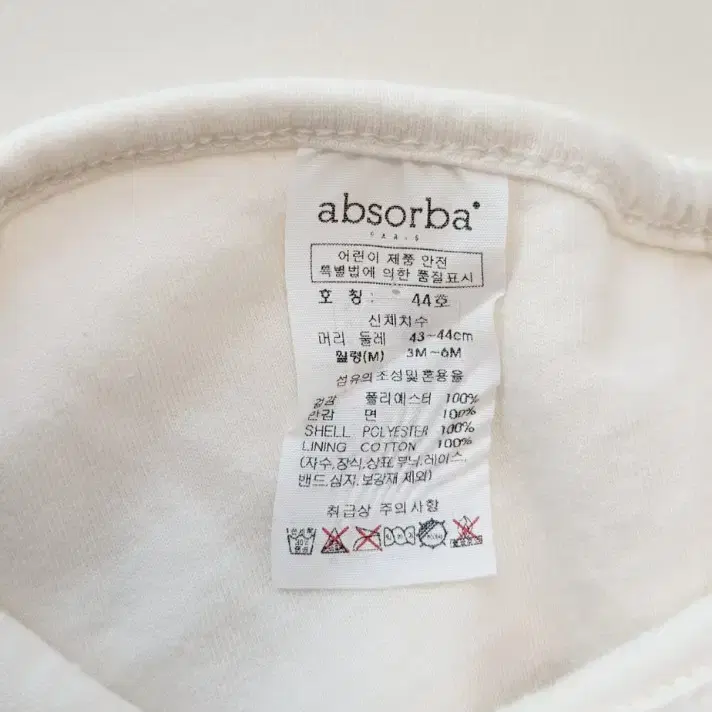 absorba
어린이 제품 안전
특별법에 의한 품질표시
호 칭 : 44호
신체치수
머리 둘레 43~44cm
월령(M) 3M~6M
섬유의조성및혼용율
겉감 폴리에스터 100%
안감 면 100%
SHELL POLYESTER 100%
LINING COTTON 100%
(자수,장식,상표,무늬,레이스,
밴드,심지,보강재 제외)
취급상 주의사항